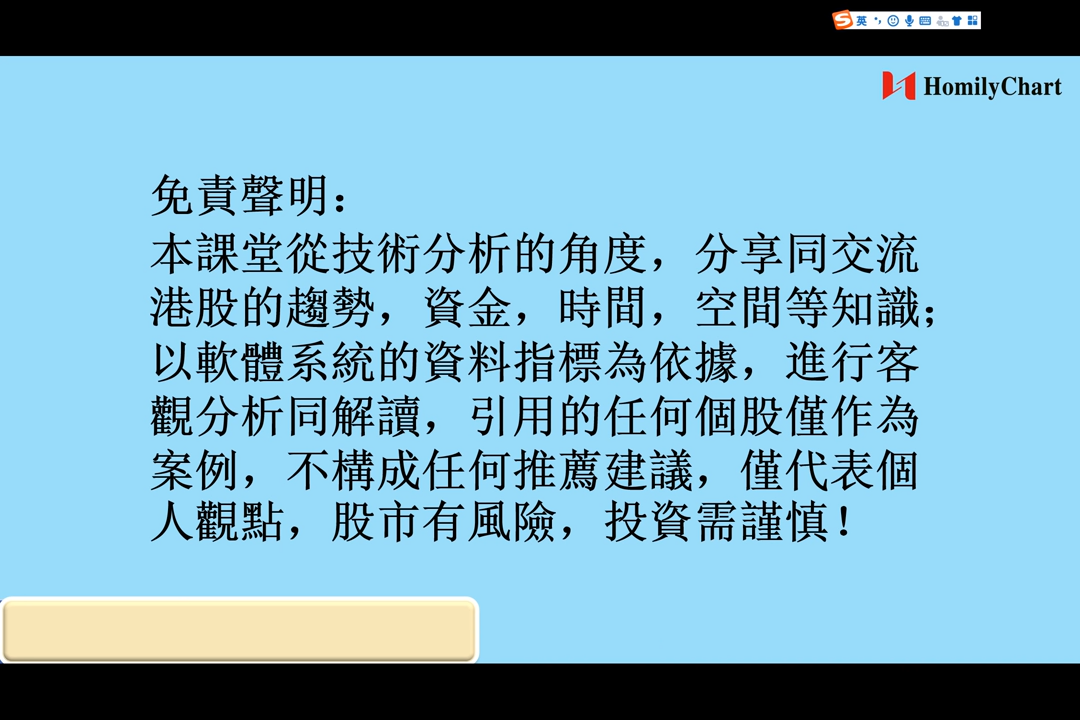 英
HomilyChart
免責聲明：
本課堂從技術分析的角度，分享同交流
港股的趨勢，資金，時間，空間等知識；
以軟體系統的資料指標為依據，進行客
觀分析同解讀，引用的任何個股僅作為
案例，不構成任何推薦建議，僅代表個
人觀點，股市有風險，投資需謹慎！